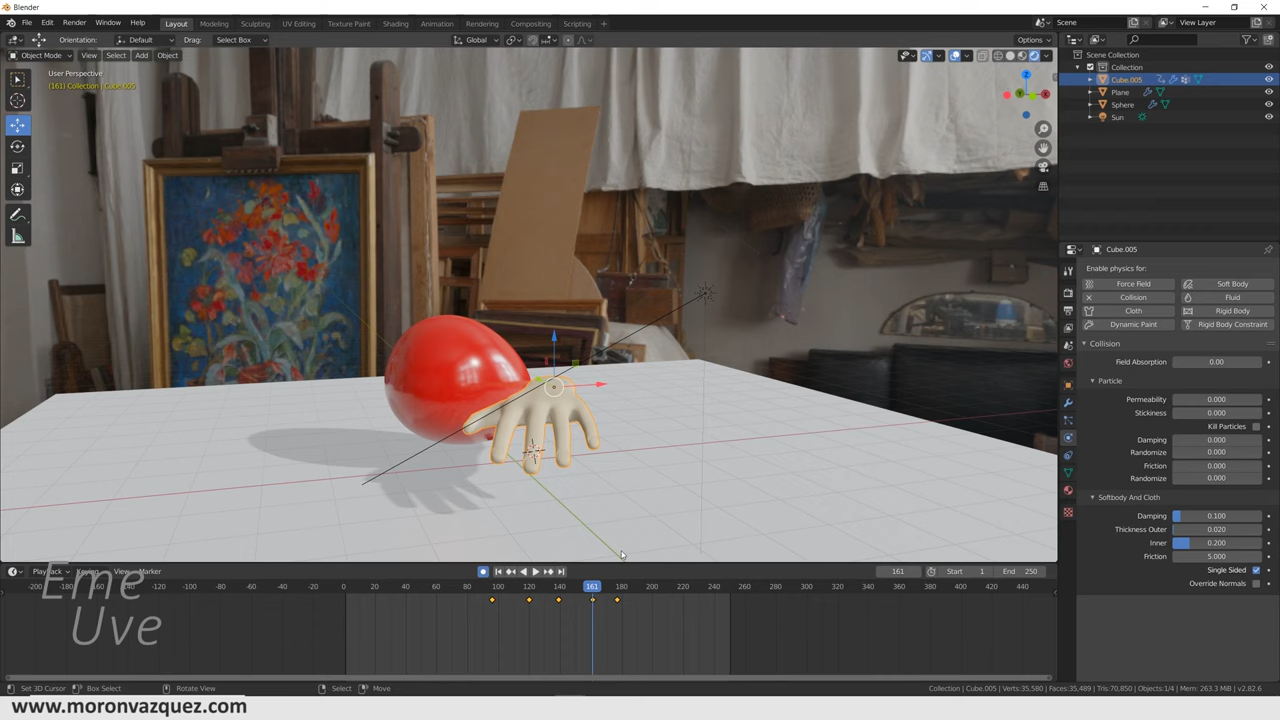 Blender
File Edit Render Window Help Layout Modeling Sculpting UV Editing Texture Paint Shading Animation Rendering Compositing Scripting + Scene View Layer
Orientation: Default Drag: Select Box Global Options
Object Mode View Select Add Object
User Perspective
(161) Collection | Cube.005
Z
X
Y
Scene Collection
Collection
Cube.005
Plane
Sphere
Sun
Cube.005
Enable physics for:
Force Field Soft Body
Collision Fluid
Cloth Rigid Body
Dynamic Paint Rigid Body Constraint
Collision
Field Absorption 0.00
Particle
Permeability 0.000
Stickiness 0.000
Kill Particles
Damping 0.000
Randomize 0.000
Friction 0.000
Randomize 0.000
Softbody And Cloth
Damping 0.100
Thickness Outer 0.020
Inner 0.200
Friction 5.000
Single Sided
Override Normals
Playback Keying View Marker 161 Start 1 End 250
-200 -180 -160 -140 -120 -100 -80 -60 -40 -20 0 20 40 60 80 100 120 140 161 180 200 220 240 260 280 300 320 340 360 380 400 420 440
Eme
Uve
Set 3D Cursor Box Select Rotate View Select Move Collection | Cube.005 | Verts:35,580 | Faces:35,489 | Tris:70,850 | Objects:1/4 | Mem: 263.3 MiB | v2.82.6
www.moronvazquez.com